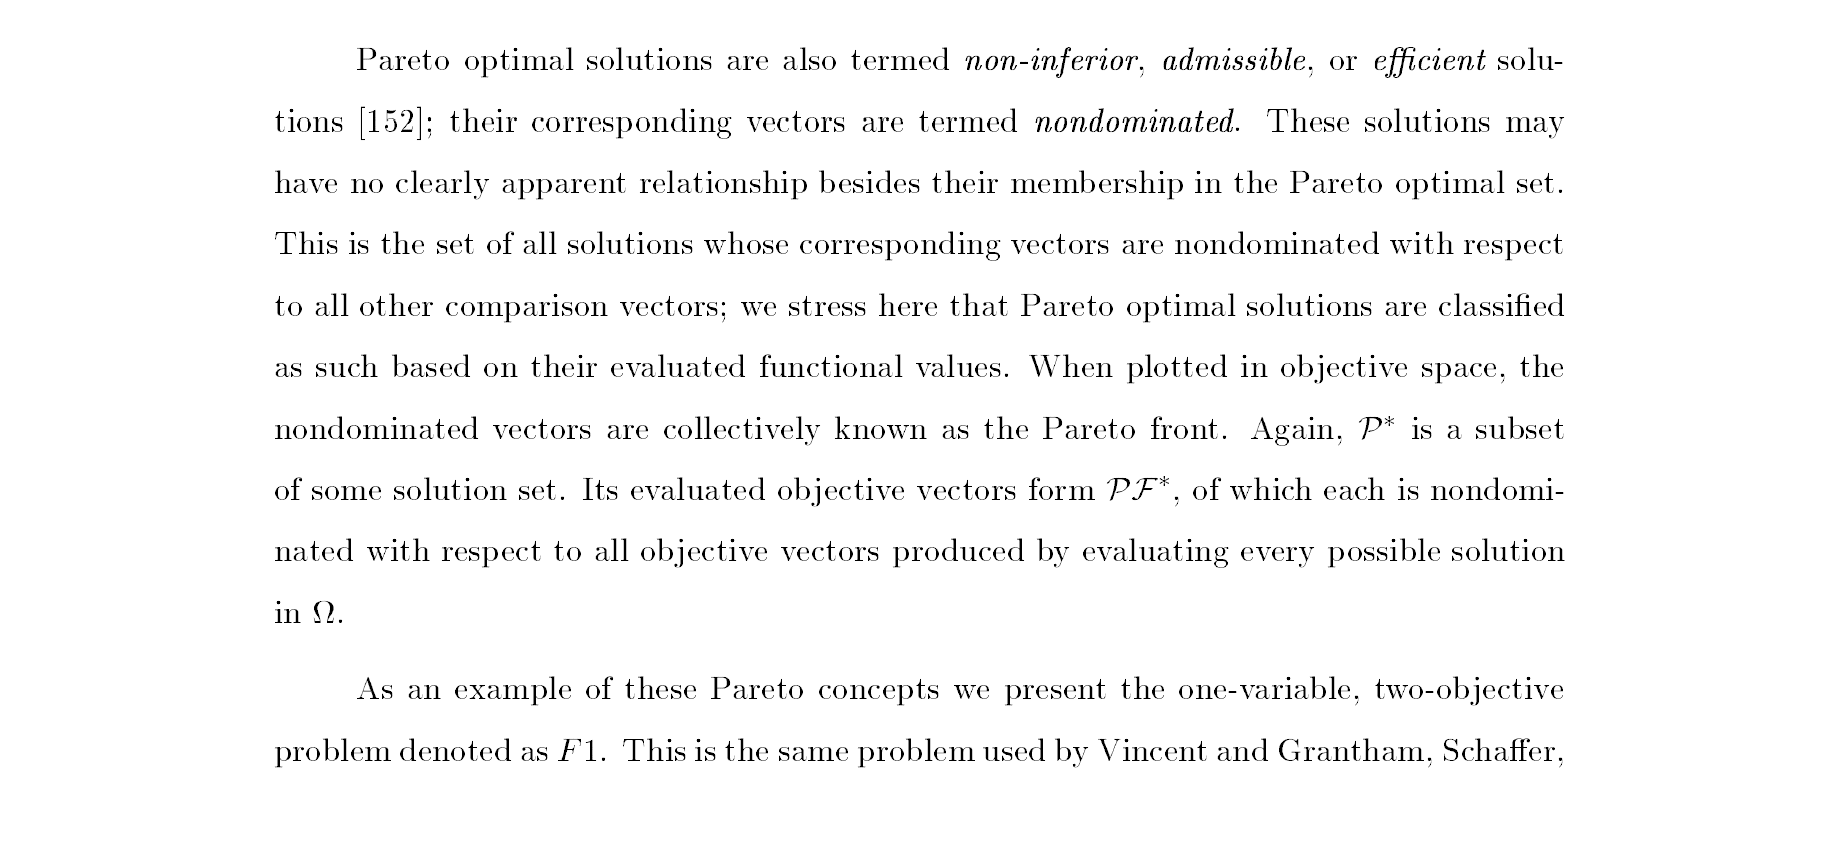 Pareto optimal solutions are also termed non-inferior, admissible, or efficient solu-
tions [152]; their corresponding vectors are termed nondominated. These solutions may
have no clearly apparent relationship besides their membership in the Pareto optimal set.
This is the set of all solutions whose corresponding vectors are nondominated with respect
to all other comparison vectors; we stress here that Pareto optimal solutions are classified
as such based on their evaluated functional values. When plotted in objective space, the
nondominated vectors are collectively known as the Pareto front. Again, 𝒫* is a subset
of some solution set. Its evaluated objective vectors form 𝒫ℱ*, of which each is nondomi-
nated with respect to all objective vectors produced by evaluating every possible solution
in Ω.
As an example of these Pareto concepts we present the one-variable, two-objective
problem denoted as F1. This is the same problem used by Vincent and Grantham, Schaffer,